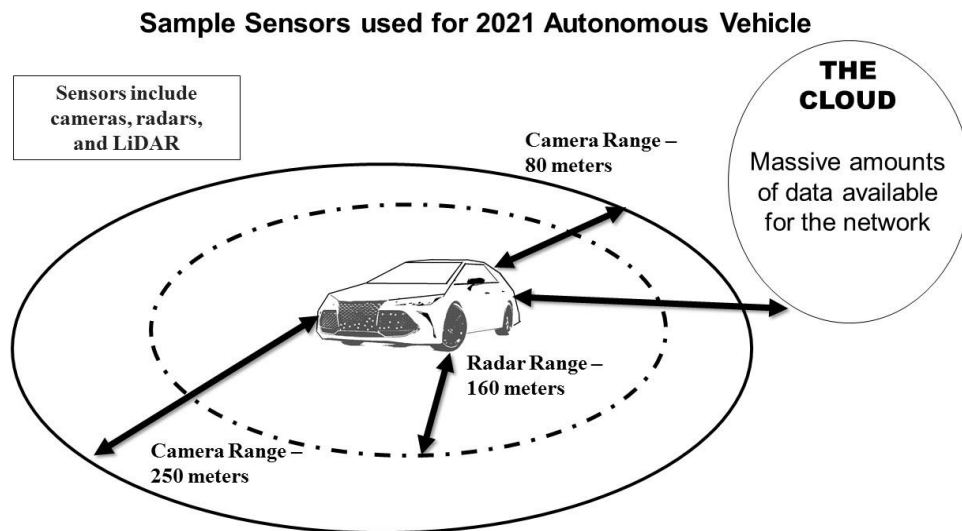 Sample Sensors used for 2021 Autonomous Vehicle
Sensors include
cameras, radars,
and LiDAR
THE
CLOUD
Massive amounts
of data available
for the network
Camera Range –
80 meters
Radar Range –
160 meters
Camera Range –
250 meters